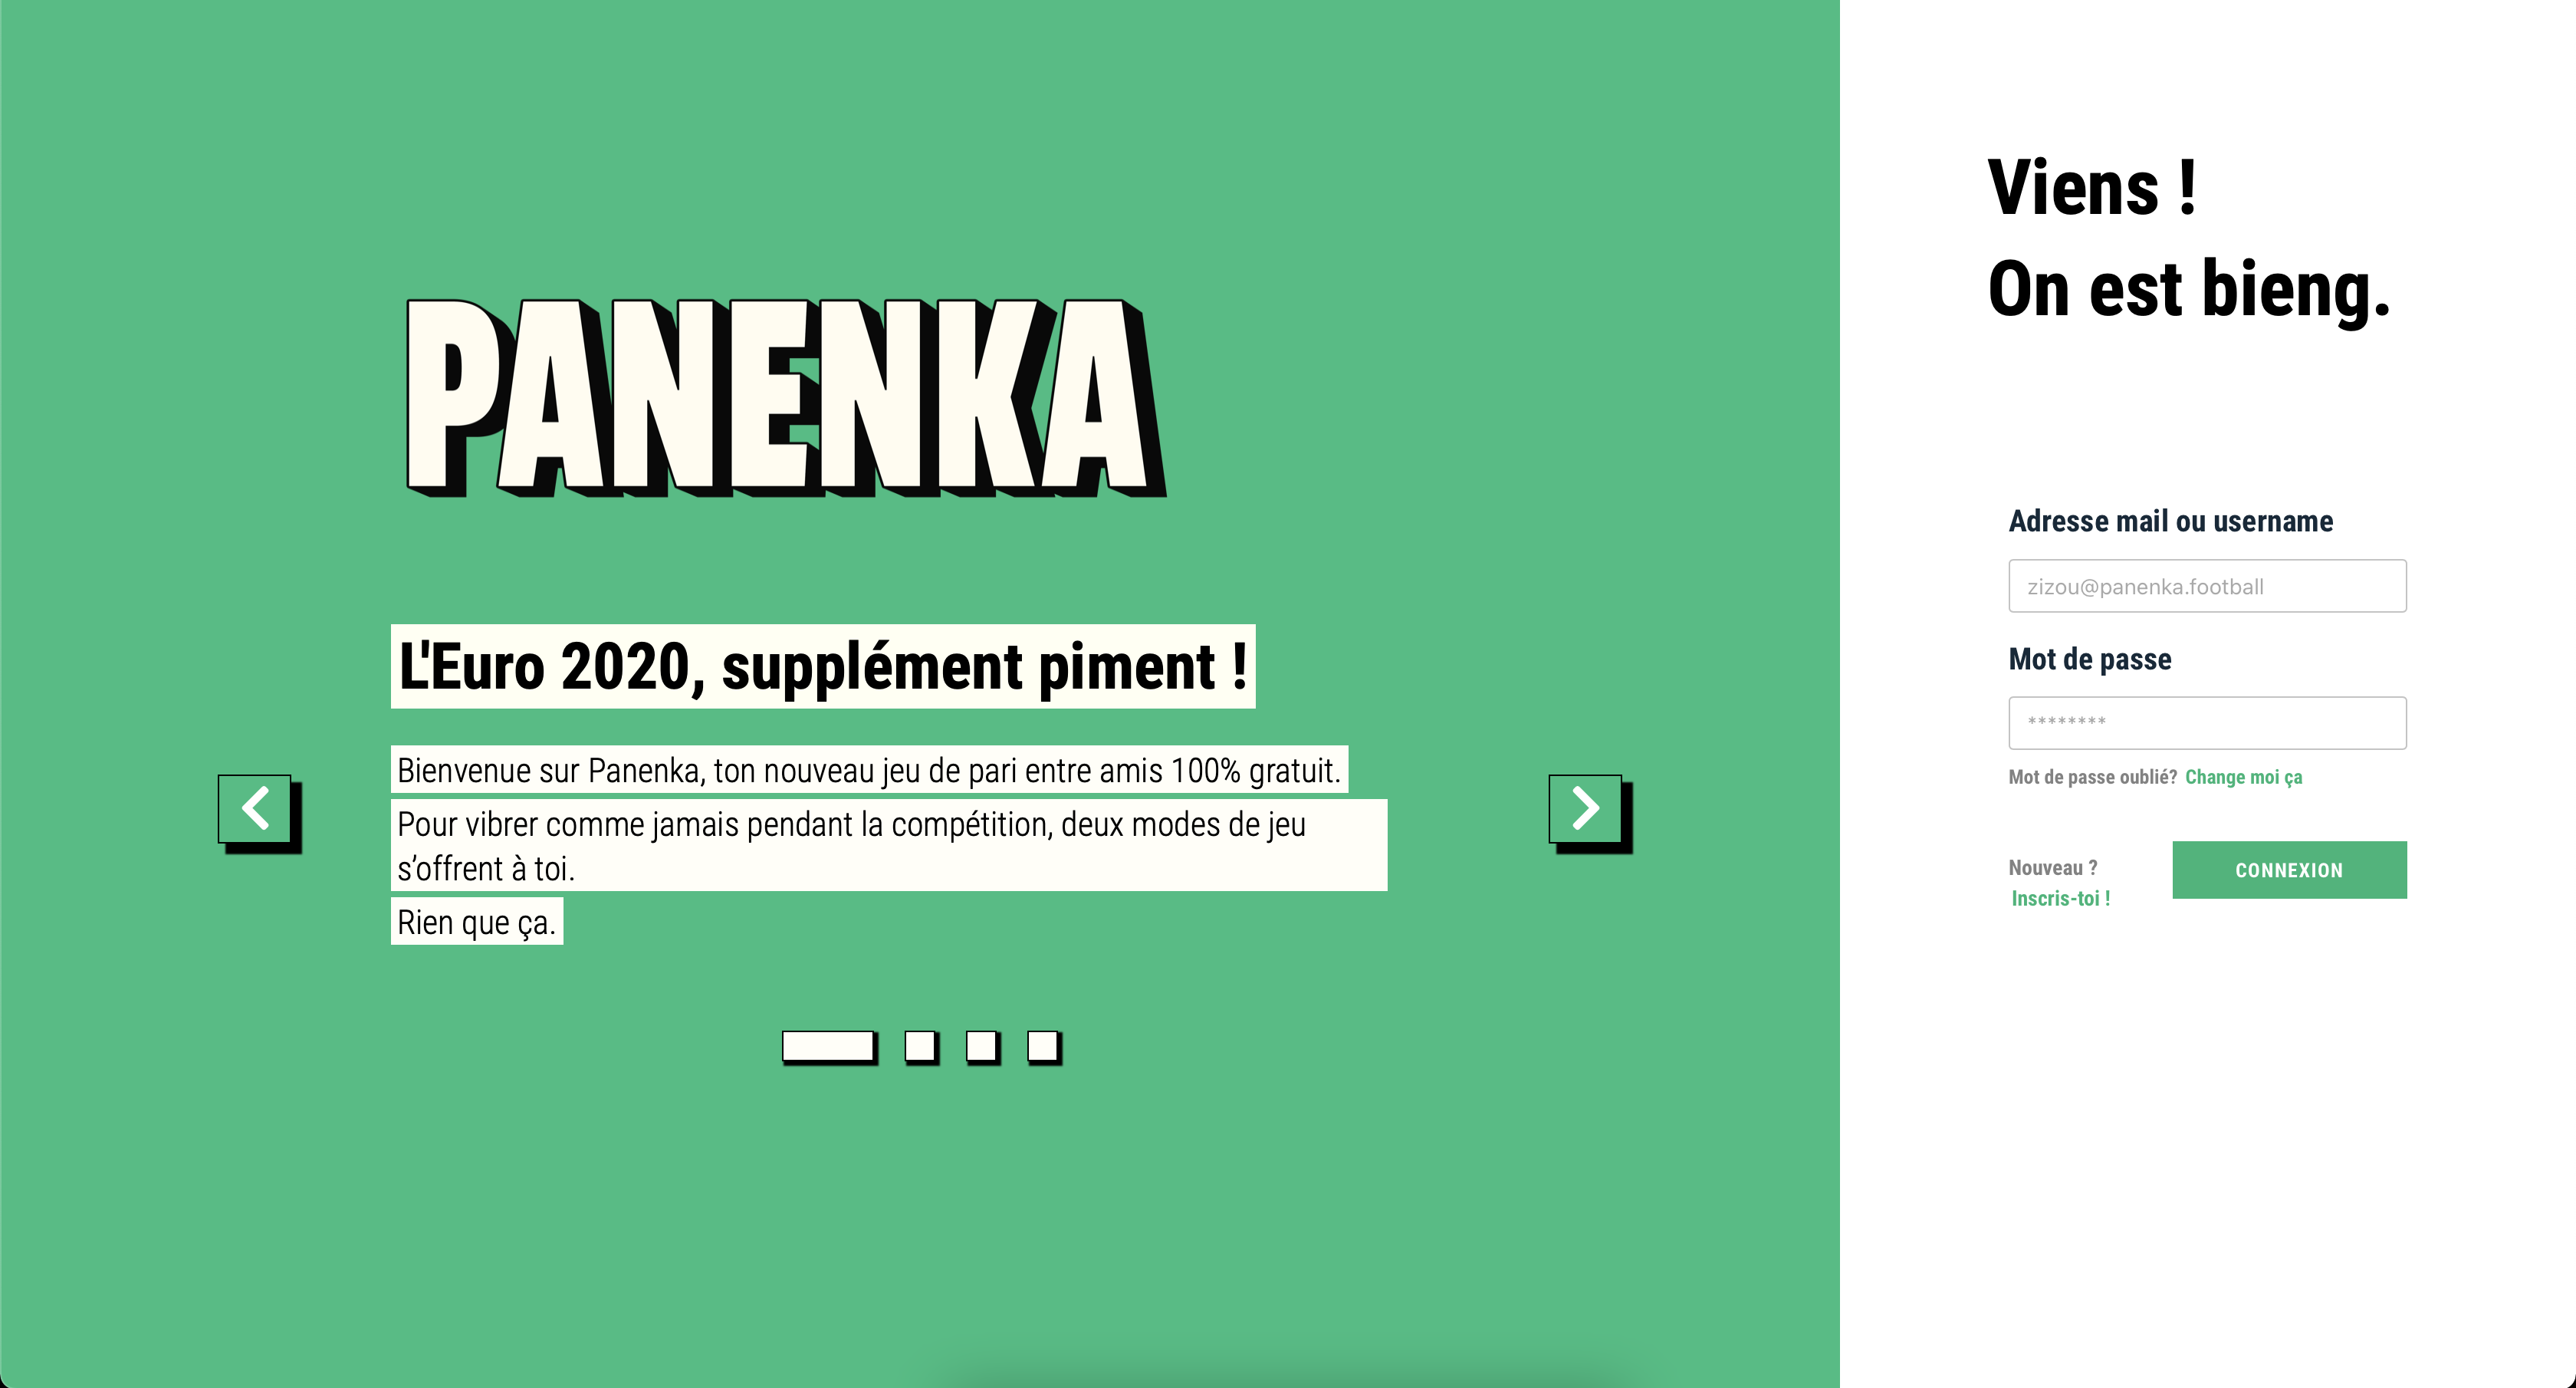 PANENKA
L'Euro 2020, supplément piment !
Bienvenue sur Panenka, ton nouveau jeu de pari entre amis 100% gratuit.
Pour vibrer comme jamais pendant la compétition, deux modes de jeu
s’offrent à toi.
Rien que ça.
Viens !
On est bieng.
Adresse mail ou username
zizou@panenka.football
Mot de passe
********
Mot de passe oublié? Change moi ça
Nouveau ?
Inscris-toi !
CONNEXION